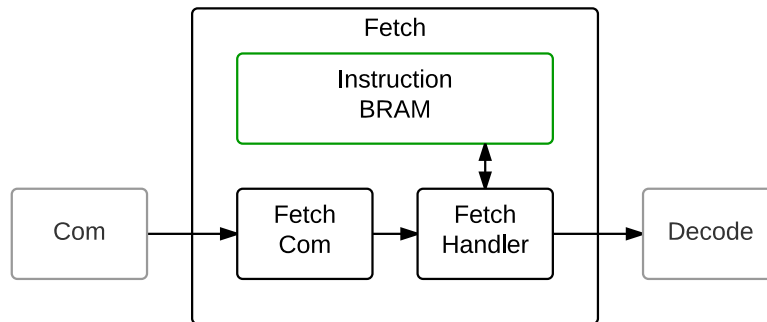 Fetch
Instruction
BRAM
Com
Fetch
Com
Fetch
Handler
Decode